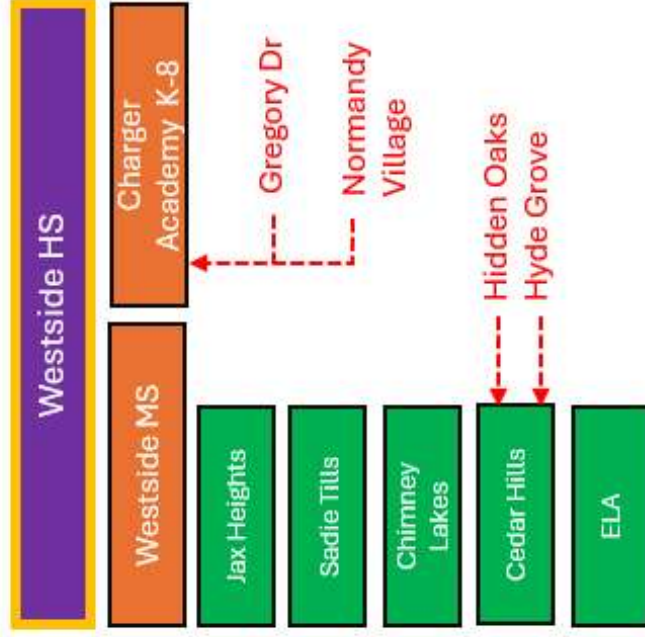 Westside HS
Westside MS
Charger
Academy K-8
Jax Heights
Gregory Dr
Sadie Tills
Normandy
Village
Chimney
Lakes
Cedar Hills
Hidden Oaks
Hyde Grove
ELA